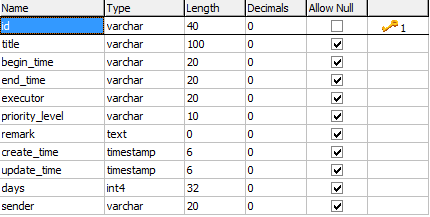 Name Type Length Decimals Allow Null
id varchar 40 0 1
title varchar 100 0
begin_time varchar 20 0
end_time varchar 20 0
executor varchar 20 0
priority_level varchar 10 0
remark text 0 0
create_time timestamp 6 0
update_time timestamp 6 0
days int4 32 0
sender varchar 20 0